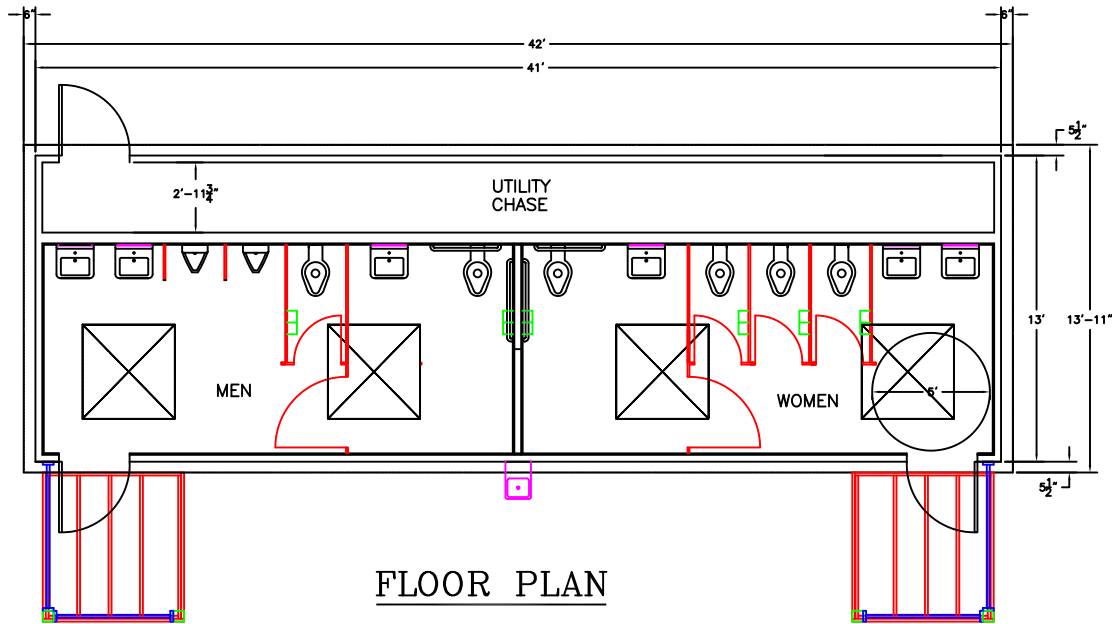 6"
6"
42'
41'
5½"
2'-11¾"
UTILITY
CHASE
13'
13'-11"
MEN
5'
WOMEN
5½"
FLOOR PLAN